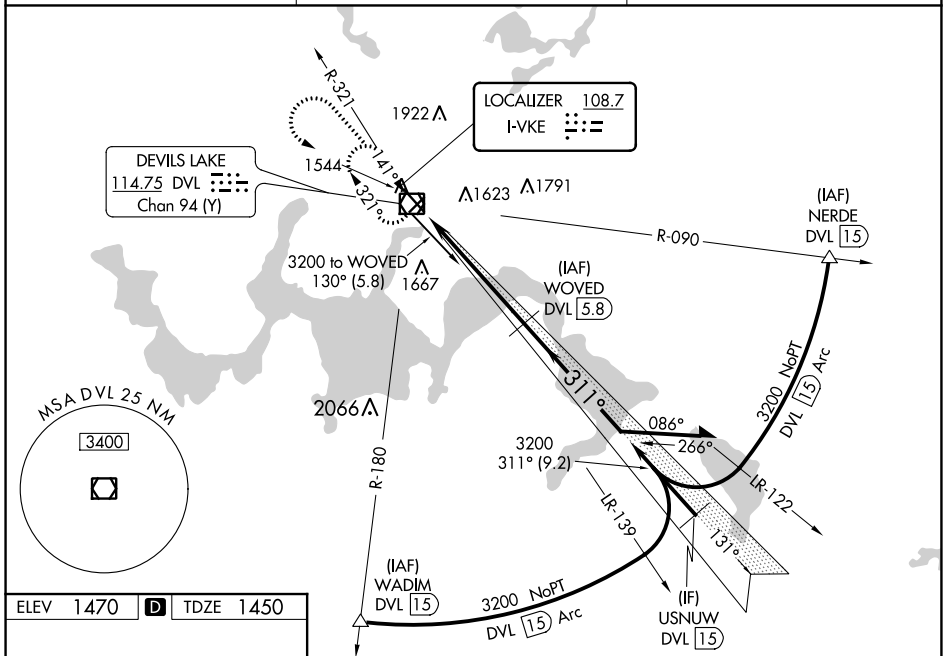 R-321
1922
LOCALIZER 108.7
I-VKE
DEVILS LAKE
114.75 DVL
Chan 94 (Y)
1544
141°
321°
1623
1791
(IAF)
NERDE
DVL 15
R-090
3200 to WOVED
130° (5.8)
1667
(IAF)
WOVED
DVL 5.8
MSA DVL 25 NM
3400
2066
R-180
311°
3200 NoPT
DVL 15 Arc
086°
266°
3200
311° (9.2)
LR-122
LR-139
131°
(IAF)
WADIM
DVL 15
3200 NoPT
DVL 15 Arc
(IF)
USNUW
DVL 15
ELEV 1470 D TDZE 1450